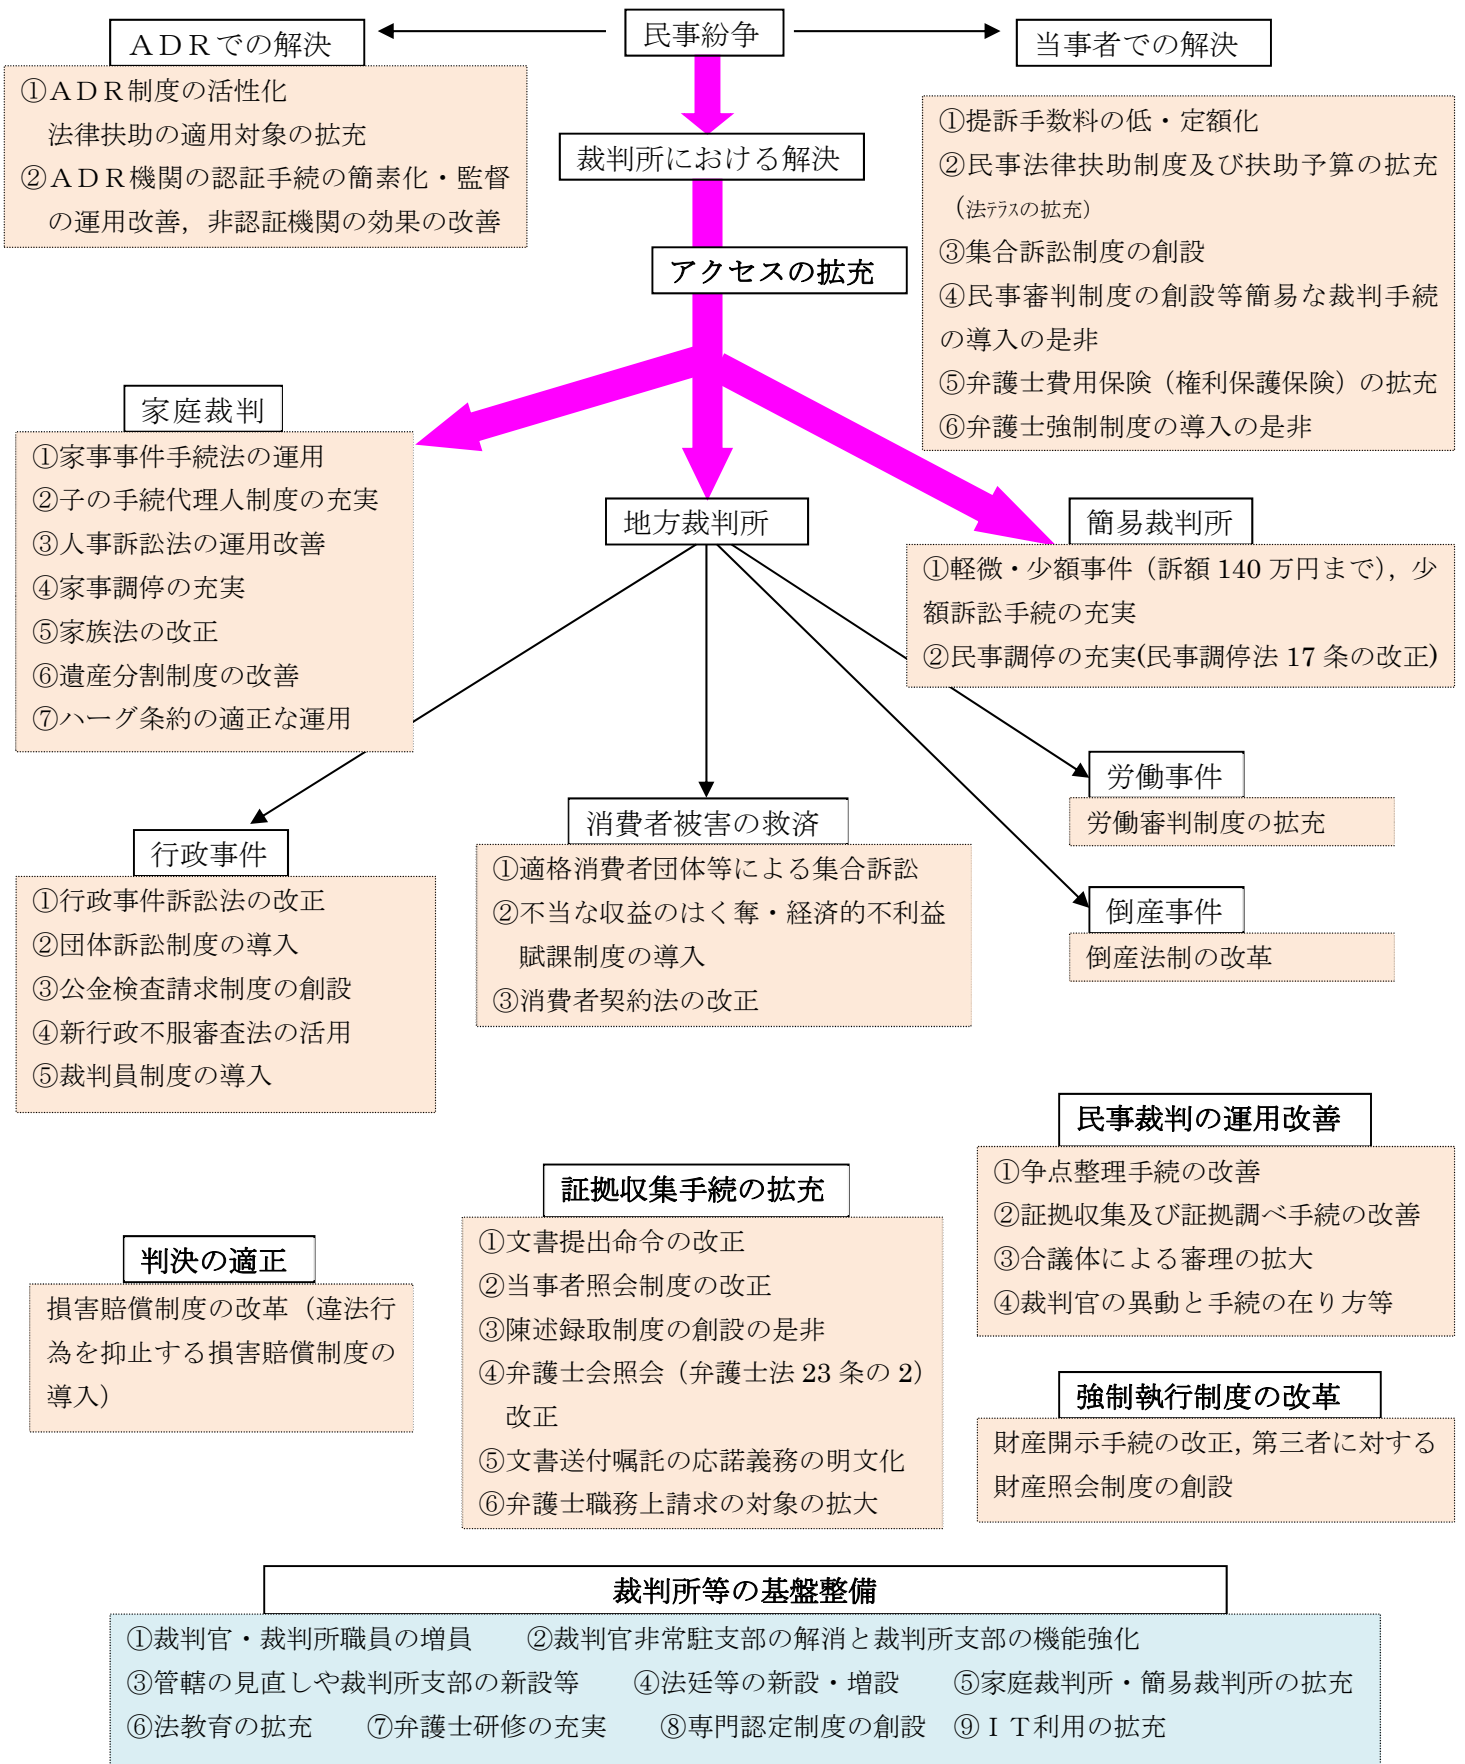 民事紛争
ＡＤＲでの解決
①ＡＤＲ制度の活性化
法律扶助の適用対象の拡充
②ＡＤＲ機関の認証手続の簡素化・監督
の運用改善，非認証機関の効果の改善
当事者での解決
①提訴手数料の低・定額化
②民事法律扶助制度及び扶助予算の拡充
（法ﾃﾗｽの拡充）
③集合訴訟制度の創設
④民事審判制度の創設等簡易な裁判手続
の導入の是非
⑤弁護士費用保険（権利保護保険）の拡充
⑥弁護士強制制度の導入の是非
裁判所における解決
アクセスの拡充
家庭裁判
①家事事件手続法の運用
②子の手続代理人制度の充実
③人事訴訟法の運用改善
④家事調停の充実
⑤家族法の改正
⑥遺産分割制度の改善
⑦ハーグ条約の適正な運用
地方裁判所
簡易裁判所
①軽微・少額事件（訴額 140 万円まで），少
額訴訟手続の充実
②民事調停の充実(民事調停法 17 条の改正)
行政事件
①行政事件訴訟法の改正
②団体訴訟制度の導入
③公金検査請求制度の創設
④新行政不服審査法の活用
⑤裁判員制度の導入
消費者被害の救済
①適格消費者団体等による集合訴訟
②不当な収益のはく奪・経済的不利益
賦課制度の導入
③消費者契約法の改正
労働事件
労働審判制度の拡充
倒産事件
倒産法制の改革
判決の適正
損害賠償制度の改革（違法行
為を抑止する損害賠償制度の
導入）
証拠収集手続の拡充
①文書提出命令の改正
②当事者照会制度の改正
③陳述録取制度の創設の是非
④弁護士会照会（弁護士法 23 条の 2）
改正
⑤文書送付嘱託の応諾義務の明文化
⑥弁護士職務上請求の対象の拡大
民事裁判の運用改善
①争点整理手続の改善
②証拠収集及び証拠調べ手続の改善
③合議体による審理の拡大
④裁判官の異動と手続の在り方等
強制執行制度の改革
財産開示手続の改正，第三者に対する
財産照会制度の創設
裁判所等の基盤整備
①裁判官・裁判所職員の増員　②裁判官非常駐支部の解消と裁判所支部の機能強化
③管轄の見直しや裁判所支部の新設等　④法廷等の新設・増設　⑤家庭裁判所・簡易裁判所の拡充
⑥法教育の拡充　⑦弁護士研修の充実　⑧専門認定制度の創設　⑨ＩＴ利用の拡充